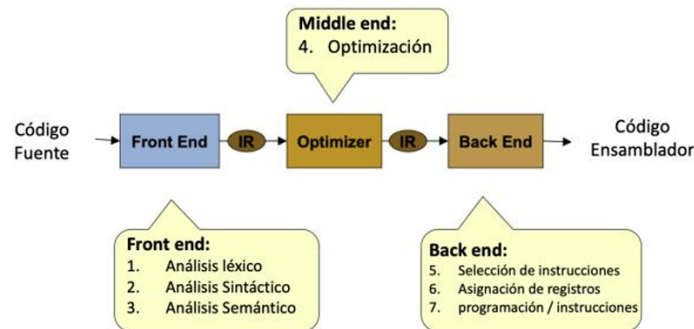 Middle end:
4. Optimización
Código
Fuente
Front End
IR
Optimizer
IR
Back End
Código
Ensamblador
Front end:
1. Análisis léxico
2. Análisis Sintáctico
3. Análisis Semántico
Back end:
5. Selección de instrucciones
6. Asignación de registros
7. programación / instrucciones